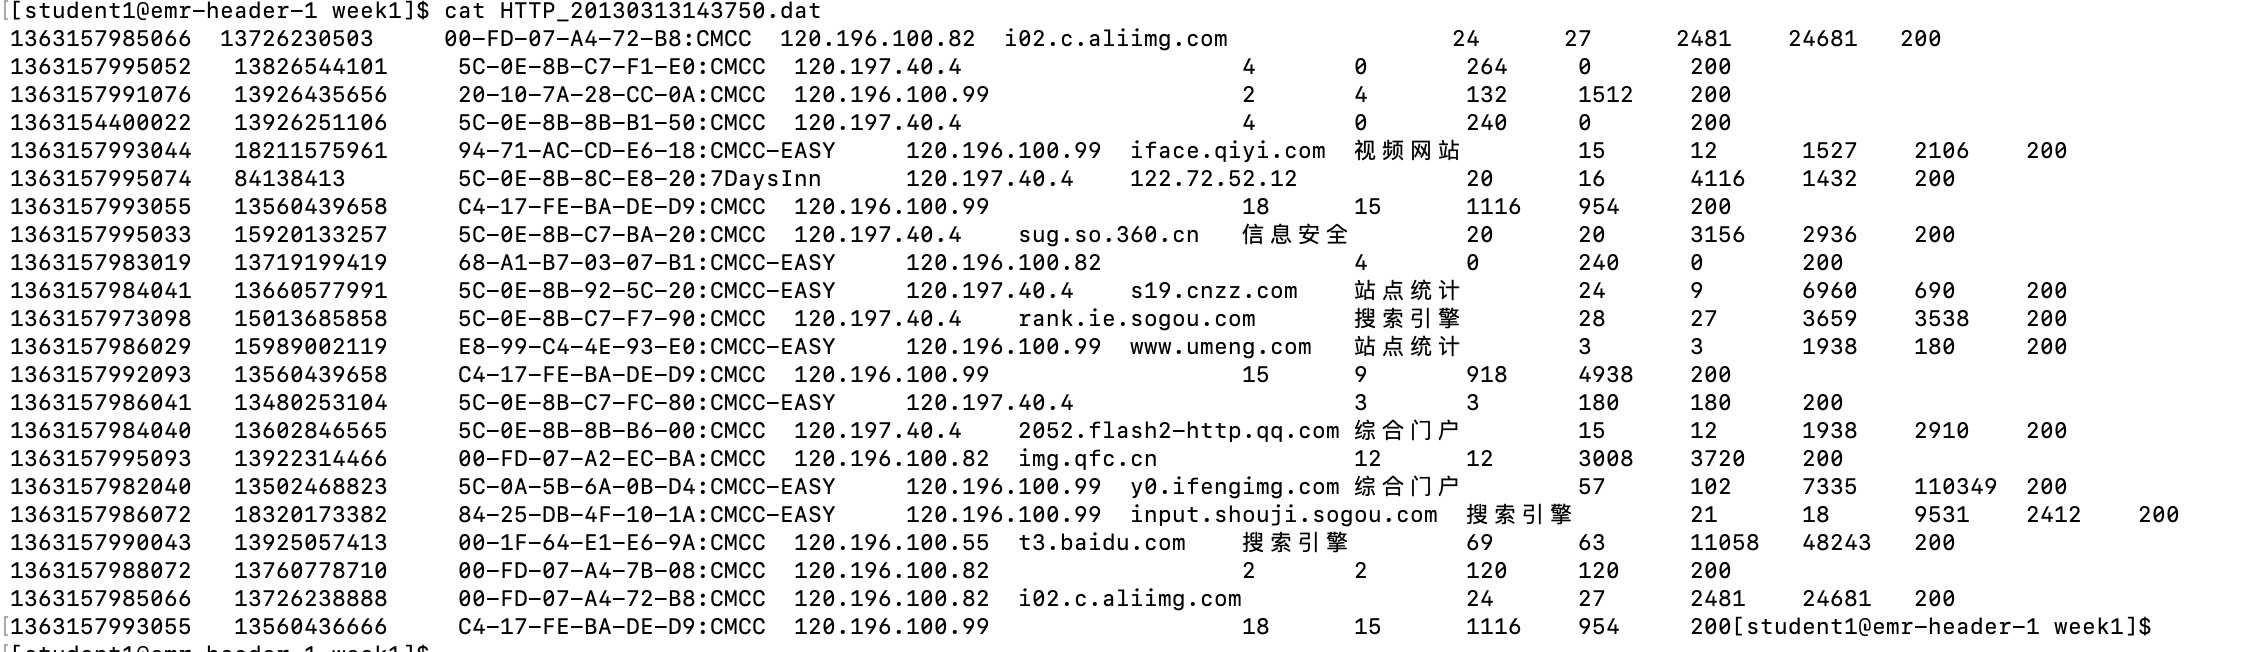 [[student1@emr-header-1 week1]$ cat HTTP_20130313143750.dat
1363157985066 13726230503 00-FD-07-A4-72-B8:CMCC 120.196.100.82 i02.c.aliimg.com 24 27 2481 24681 200
1363157995052 13826544101 5C-0E-8B-C7-F1-E0:CMCC 120.197.40.4 4 0 264 0 200
1363157991076 13926435656 20-10-7A-28-CC-0A:CMCC 120.196.100.99 2 4 132 1512 200
1363154400022 13926251106 5C-0E-8B-8B-B1-50:CMCC 120.197.40.4 4 0 240 0 200
1363157993044 18211575961 94-71-AC-CD-E6-18:CMCC-EASY 120.196.100.99 iface.qiyi.com 视频网站 15 12 1527 2106 200
1363157995074 84138413 5C-0E-8B-8C-E8-20:7DaysInn 120.197.40.4 122.72.52.12 20 16 4116 1432 200
1363157993055 13560439658 C4-17-FE-BA-DE-D9:CMCC 120.196.100.99 18 15 1116 954 200
1363157995033 15920133257 5C-0E-8B-C7-BA-20:CMCC 120.197.40.4 sug.so.360.cn 信息安全 20 20 3156 2936 200
1363157983019 13719199419 68-A1-B7-03-07-B1:CMCC-EASY 120.196.100.82 4 0 240 0 200
1363157984041 13660577991 5C-0E-8B-92-5C-20:CMCC-EASY 120.197.40.4 s19.cnzz.com 站点统计 24 9 6960 690 200
1363157973098 15013685858 5C-0E-8B-C7-F7-90:CMCC 120.197.40.4 rank.ie.sogou.com 搜索引擎 28 27 3659 3538 200
1363157986029 15989002119 E8-99-C4-4E-93-E0:CMCC-EASY 120.196.100.99 www.umeng.com 站点统计 3 3 1938 180 200
1363157992093 13560439658 C4-17-FE-BA-DE-D9:CMCC 120.196.100.99 15 9 918 4938 200
1363157986041 13480253104 5C-0E-8B-C7-FC-80:CMCC-EASY 120.197.40.4 3 3 180 180 200
1363157984040 13602846565 5C-0E-8B-8B-B6-00:CMCC 120.197.40.4 2052.flash2-http.qq.com 综合门户 15 12 1938 2910 200
1363157995093 13922314466 00-FD-07-A2-EC-BA:CMCC 120.196.100.82 img.qfc.cn 12 12 3008 3720 200
1363157982040 13502468823 5C-0A-5B-6A-0B-D4:CMCC-EASY 120.196.100.99 y0.ifengimg.com 综合门户 57 102 7335 110349 200
1363157986072 18320173382 84-25-DB-4F-10-1A:CMCC-EASY 120.196.100.99 input.shouji.sogou.com 搜索引擎 21 18 9531 2412 200
1363157990043 13925057413 00-1F-64-E1-E6-9A:CMCC 120.196.100.55 t3.baidu.com 搜索引擎 69 63 11058 48243 200
1363157988072 13760778710 00-FD-07-A4-7B-08:CMCC 120.196.100.82 2 2 120 120 200
1363157985066 13726238888 00-FD-07-A4-72-B8:CMCC 120.196.100.82 i02.c.aliimg.com 24 27 2481 24681 200
[1363157993055 13560436666 C4-17-FE-BA-DE-D9:CMCC 120.196.100.99 18 15 1116 954 200[student1@emr-header-1 week1]$
[[student1@emr-header-1 week1]$